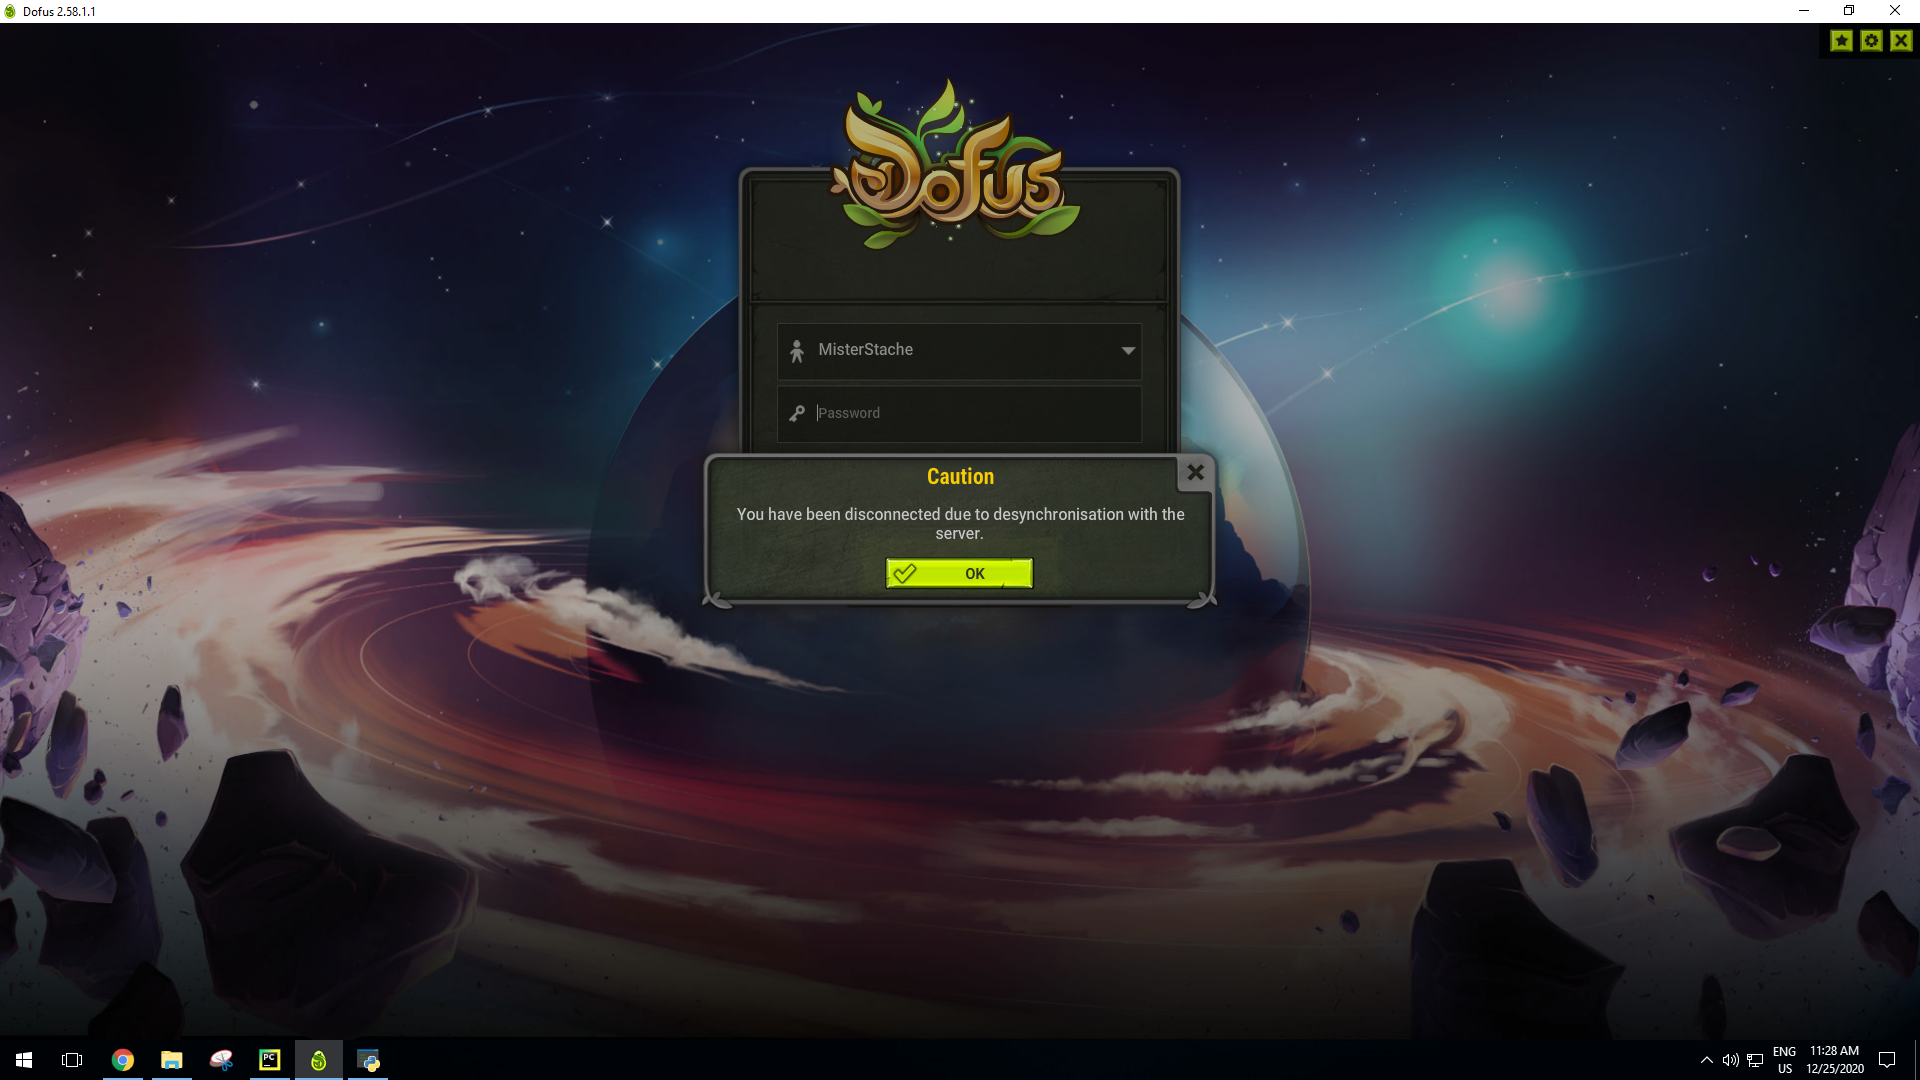 Dofus 2.58.1.1
Dofus
MisterStache
Password
Caution
You have been disconnected due to desynchronisation with the
server.
OK
PC
ENG
US
11:28 AM
12/25/2020